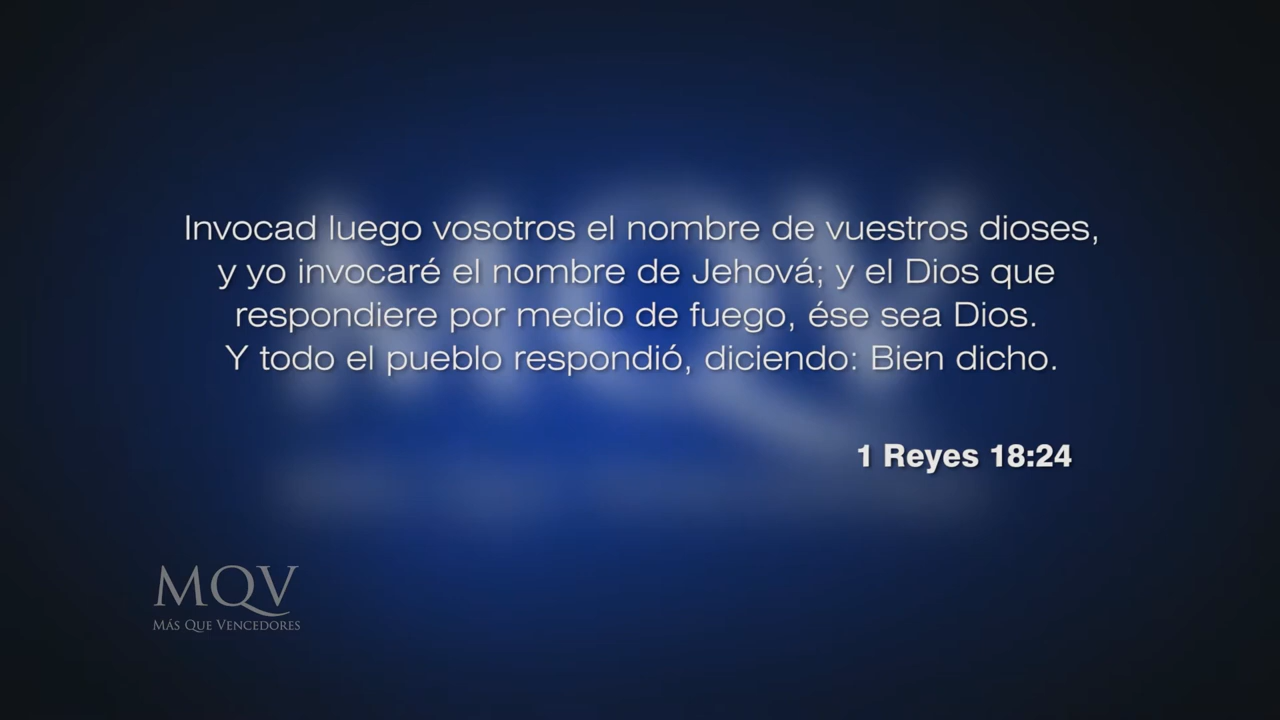 Invocad luego vosotros el nombre de vuestros dioses,
y yo invocaré el nombre de Jehová; y el Dios que
respondiere por medio de fuego, ése sea Dios.
Y todo el pueblo respondió, diciendo: Bien dicho.
1 Reyes 18:24
MQV
Más Que Vencedores